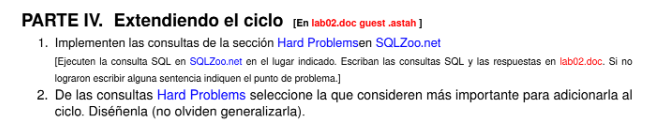 PARTE IV. Extendiendo el ciclo [En lab02.doc guest .astah ]
1. Implementen las consultas de la sección Hard Problemsen SQLZoo.net
[Ejecuten la consulta SQL en SQLZoo.net en el lugar indicado. Escriban las consultas SQL y las respuestas en lab02.doc. Si no
lograron escribir alguna sentencia indiquen el punto de problema.]
2. De las consultas Hard Problems seleccione la que consideren más importante para adicionarla al
ciclo. Diséñenla (no olviden generalizarla).